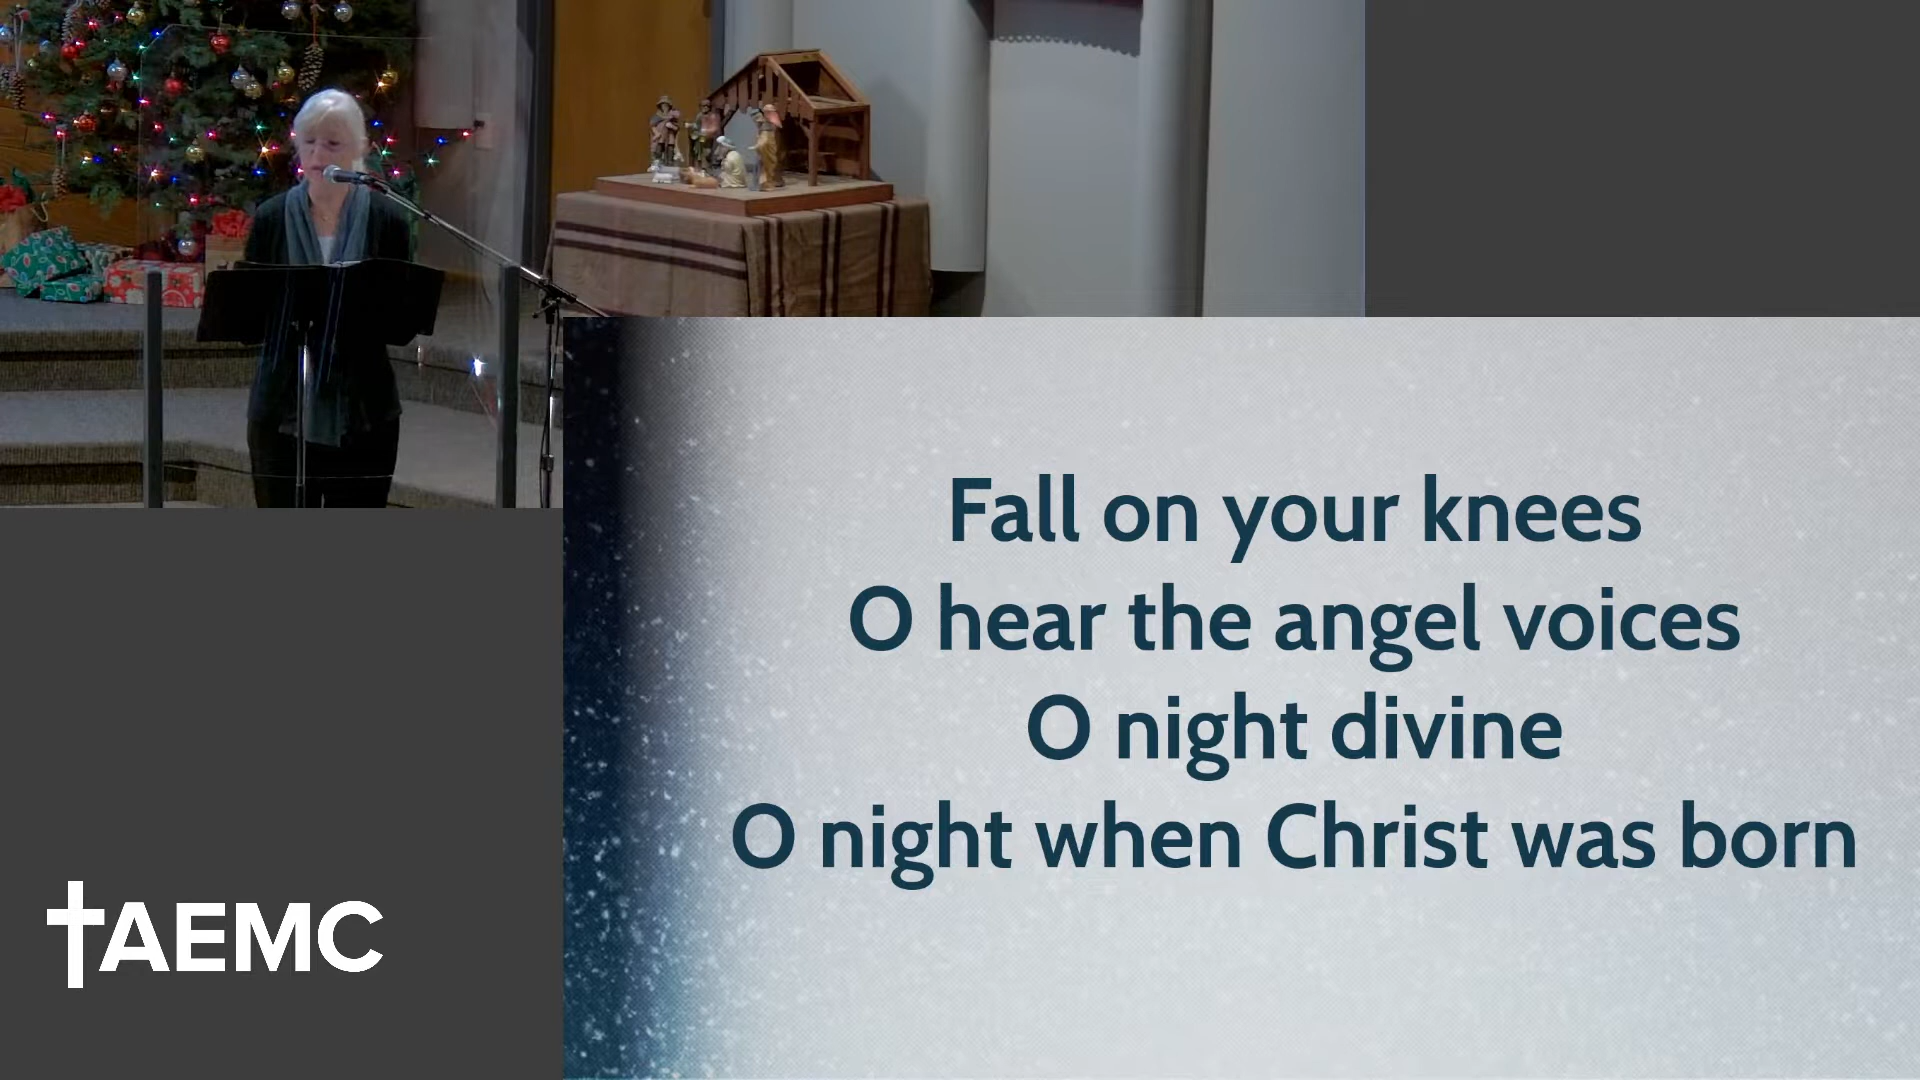 Fall on your knees
O hear the angel voices
O night divine
O night when Christ was born
AEMC